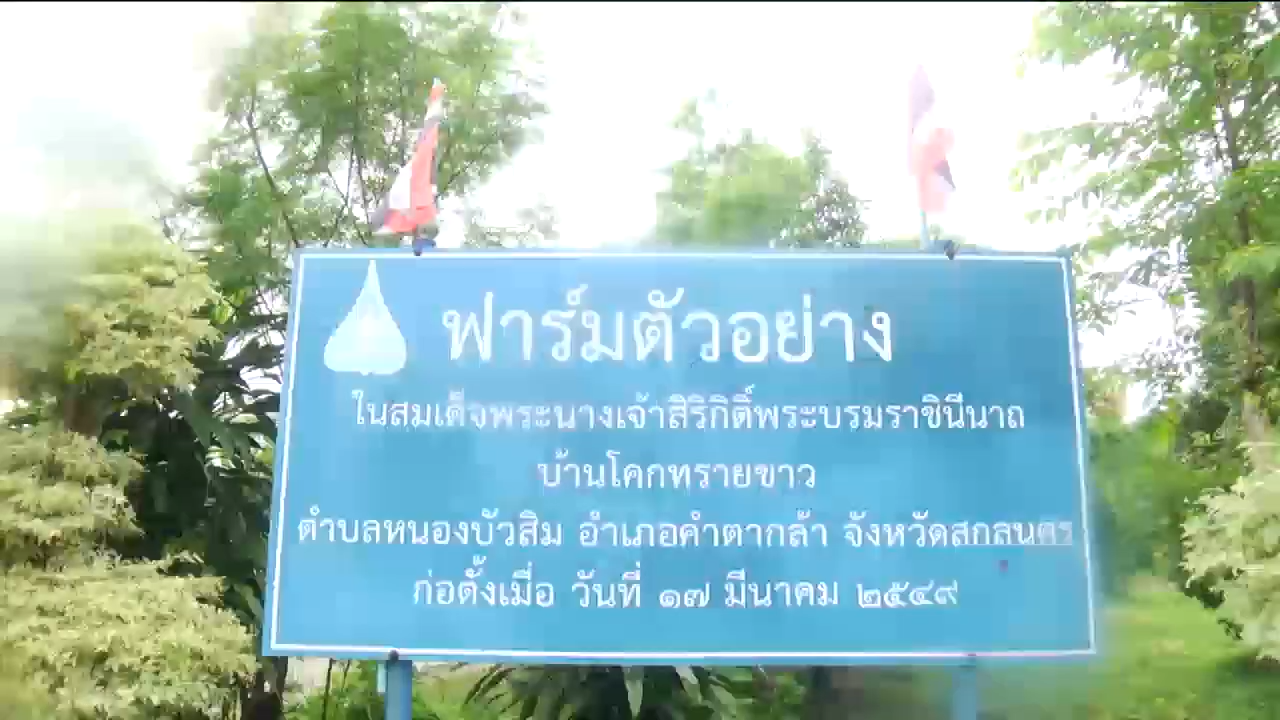 ฟาร์มตัวอย่าง
ในสมเด็จพระนางเจ้าสิริกิติ์พระบรมราชินีนาถ
บ้านโคกทรายขาว
ตำบลหนองบัวสิม อำเภอคำตากล้า จังหวัดสกลนคร
ก่อตั้งเมื่อ วันที่ ๑๗ มีนาคม ๒๕๔๙